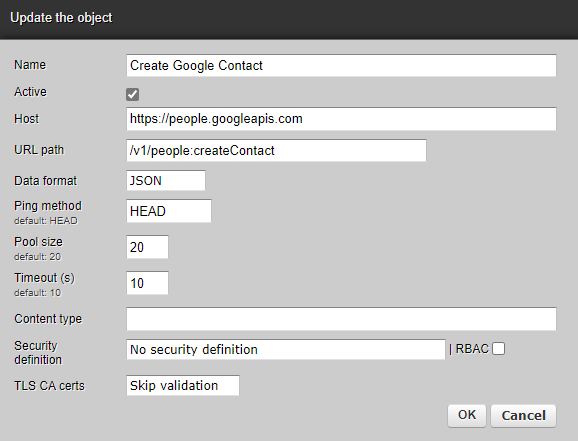 Update the object
Name Create Google Contact
Active
Host https://people.googleapis.com
URL path /v1/people:createContact
Data format JSON
Ping method HEAD
default: HEAD
Pool size 20
default: 20
Timeout (s) 10
default: 10
Content type
Security
definition No security definition | RBAC
TLS CA certs Skip validation
OK Cancel